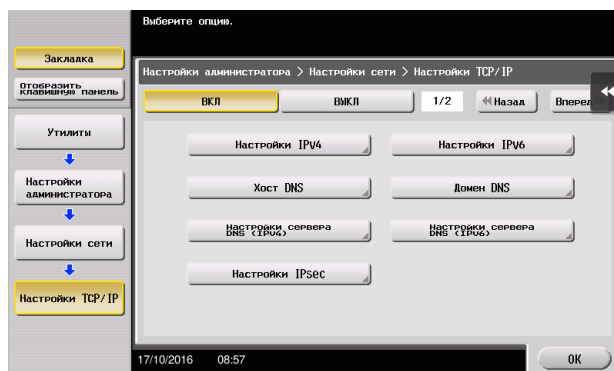 Выберите опцию.
Закладка
Отобразить
клавишную панель
Утилиты
Настройки
администратора
Настройки сети
Настройки TCP/IP
Настройки администратора > Настройки сети > Настройки TCP/IP
ВКЛ
ВЫКЛ
1/2
Назад
Вперед
Настройки IPv4
Настройки IPv6
Хост DNS
Домен DNS
Настройки сервера
DNS (IPv4)
Настройки сервера
DNS (IPv6)
Настройки IPsec
17/10/2016 08:57
OK